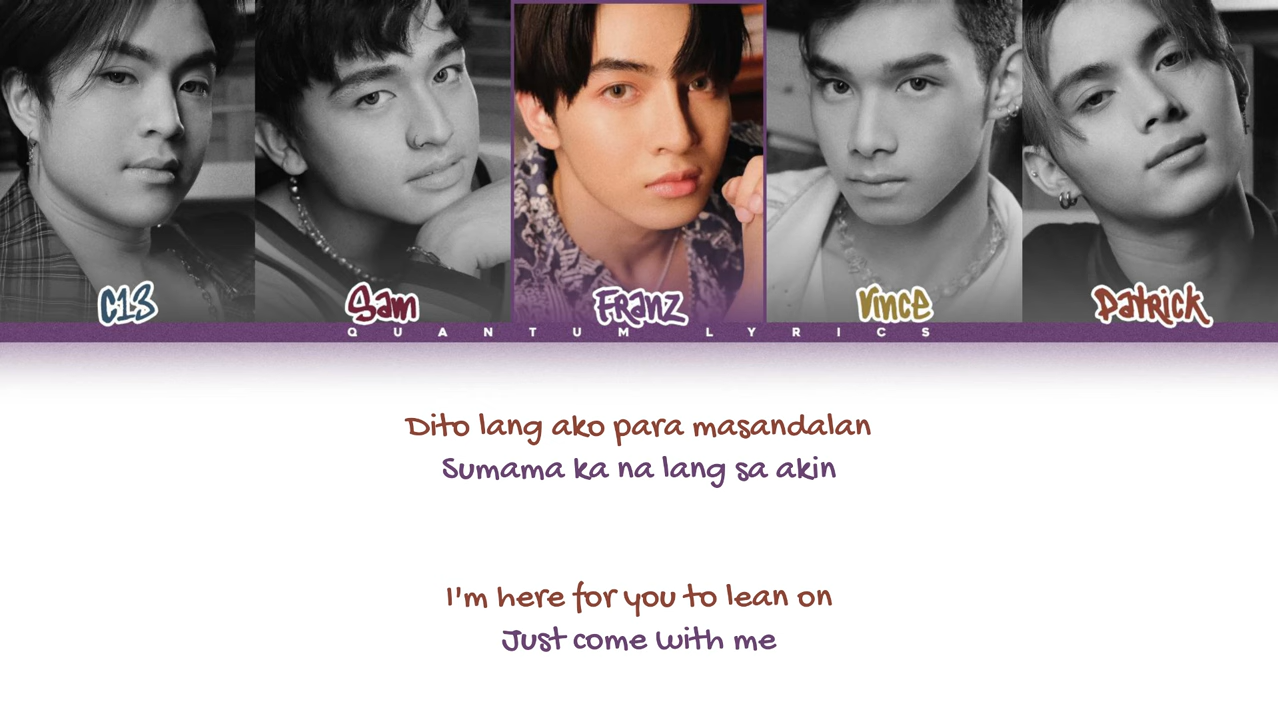 C13
Sam
Franz
Vince
Patrick
QUANTUM LYRICS
Dito lang ako para masandalan
Sumama ka na lang sa akin
I'm here for you to lean on
Just come with me